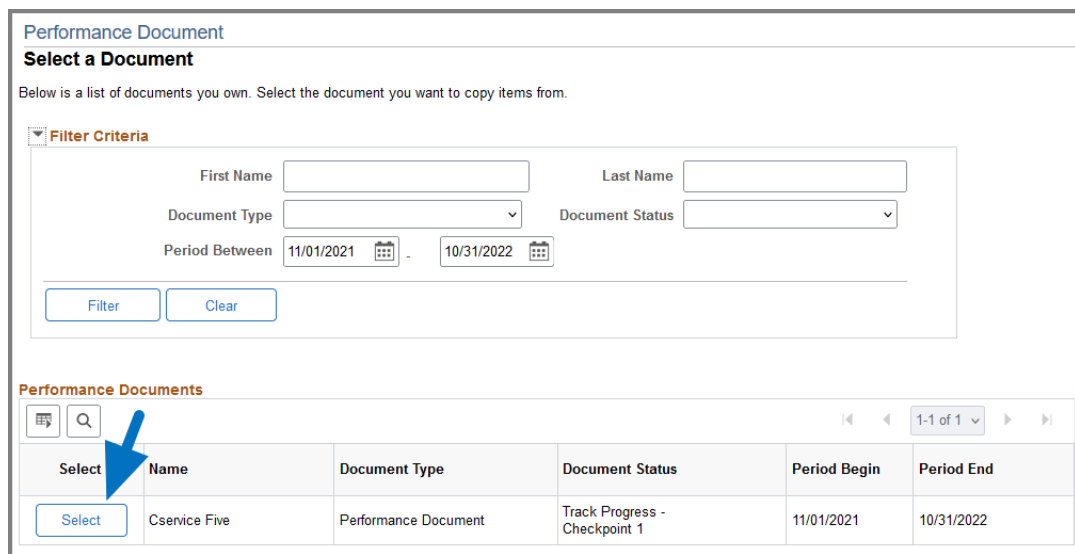 Performance Document
Select a Document
Below is a list of documents you own. Select the document you want to copy items from.
Filter Criteria
First Name Last Name
Document Type Document Status
Period Between 11/01/2021 - 10/31/2022
Filter Clear
Performance Documents
1-1 of 1
Select Name Document Type Document Status Period Begin Period End
Select Cservice Five Performance Document Track Progress - 11/01/2021 10/31/2022
Checkpoint 1